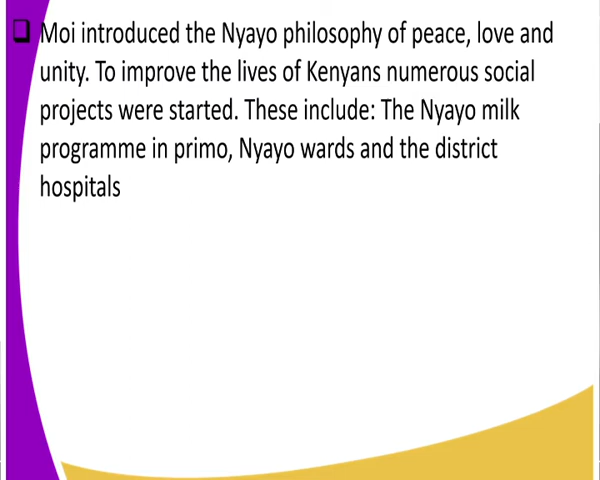 Moi introduced the Nyayo philosophy of peace, love and
unity. To improve the lives of Kenyans numerous social
projects were started. These include: The Nyayo milk
programme in primo, Nyayo wards and the district
hospitals